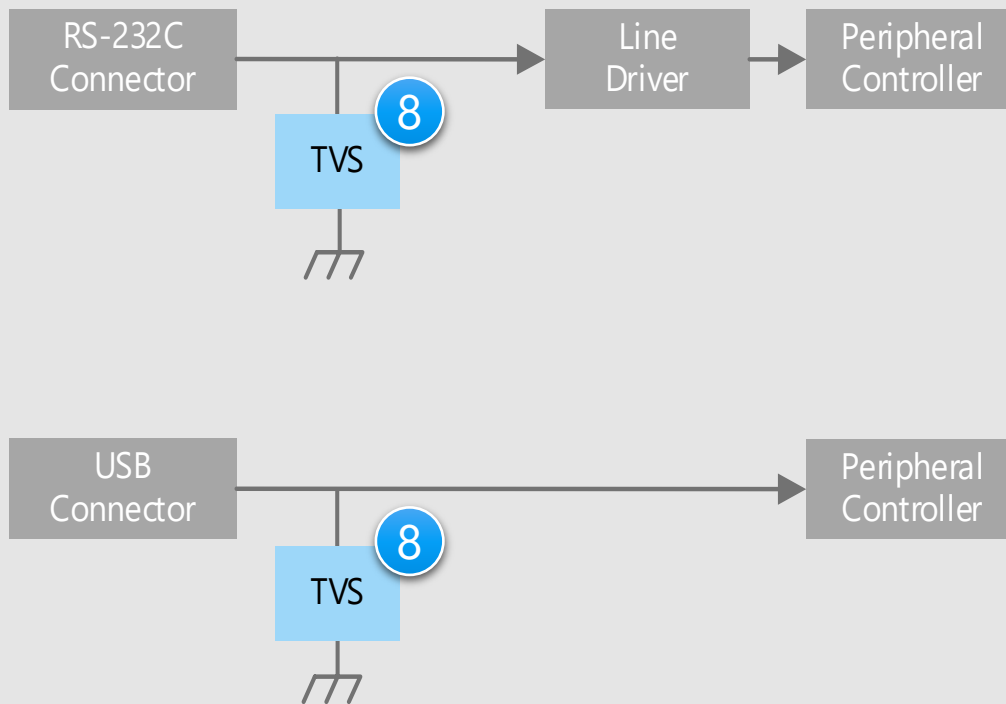 RS-232C
Connector
Line
Driver
Peripheral
Controller
8
TVS
USB
Connector
Peripheral
Controller
8
TVS